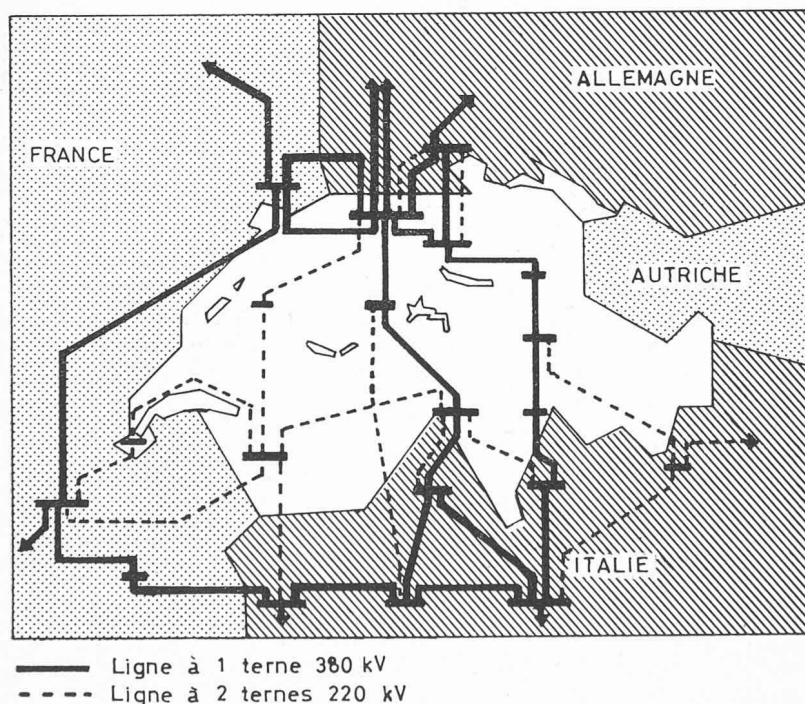 ALLEMAGNE
FRANCE
AUTRICHE
ITALIE
Ligne à 1 terne 380 kV
Ligne à 2 ternes 220 kV